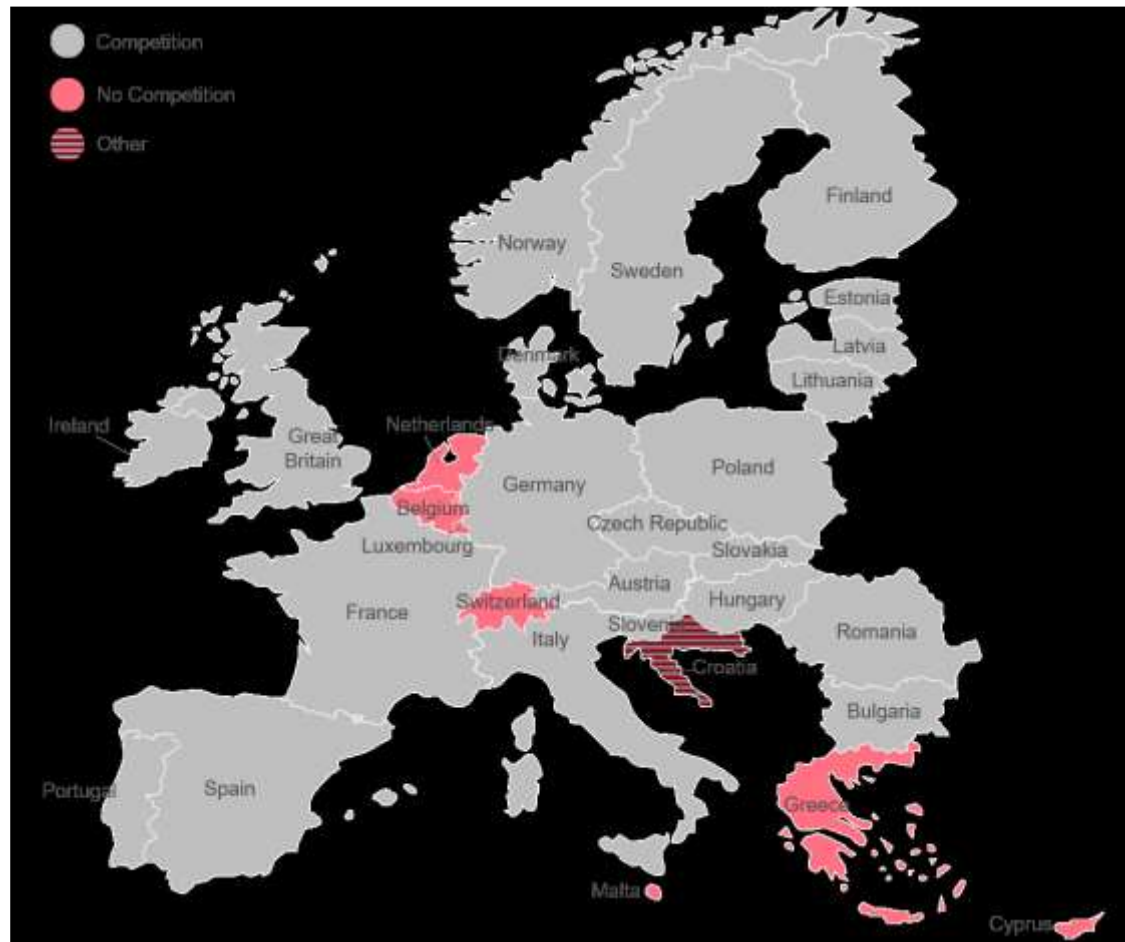 Competition
No Competition
Other
Finland
Norway
Sweden
Estonia
Denmark
Latvia
Lithuania
Ireland
Netherlands
Great
Britain
Poland
Germany
Belgium
Czech Republic
Luxembourg
Slovakia
Austria
Switzerland
Hungary
France
Slovenia
Italy
Romania
Croatia
Bulgaria
Portugal
Spain
Greece
Malta
Cyprus